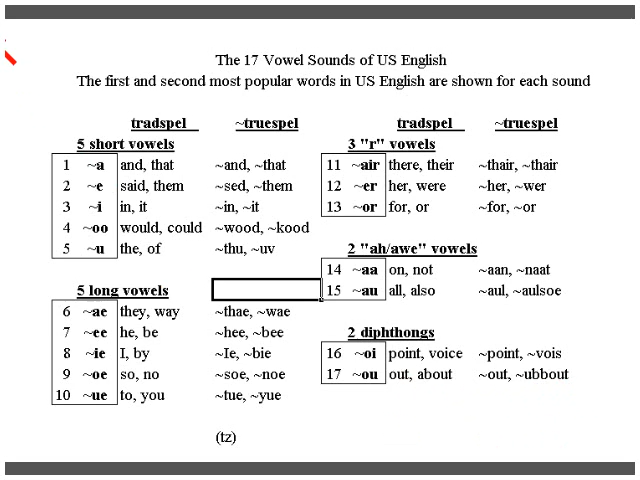 The 17 Vowel Sounds of US English
The first and second most popular words in US English are shown for each sound
tradspel ~truespel
5 short vowels
1 ~a and, that ~and, ~that
2 ~e said, them ~sed, ~them
3 ~i in, it ~in, ~it
4 ~oo would, could ~wood, ~kood
5 ~u the, of ~thu, ~uv
5 long vowels
6 ~ae they, way ~thae, ~wae
7 ~ee he, be ~hee, ~bee
8 ~ie I, by ~Ie, ~bie
9 ~oe so, no ~soe, ~noe
10 ~ue to, you ~tue, ~yue
(tz)
tradspel ~truespel
3 "r" vowels
11 ~air there, their ~thair, ~thair
12 ~er her, were ~her, ~wer
13 ~or for, or ~for, ~or
2 "ah/awe" vowels
14 ~aa on, not ~aan, ~naat
15 ~au all, also ~aul, ~aulsoe
2 diphthongs
16 ~oi point, voice ~point, ~vois
17 ~ou out, about ~out, ~ubbout